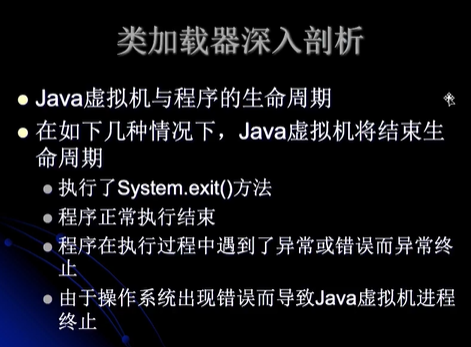 类加载器深入剖析
Java虚拟机与程序的生命周期
在如下几种情况下，Java虚拟机将结束生
命周期
执行了System.exit()方法
程序正常执行结束
程序在执行过程中遇到了异常或错误而异常终
止
由于操作系统出现错误而导致Java虚拟机进程
终止